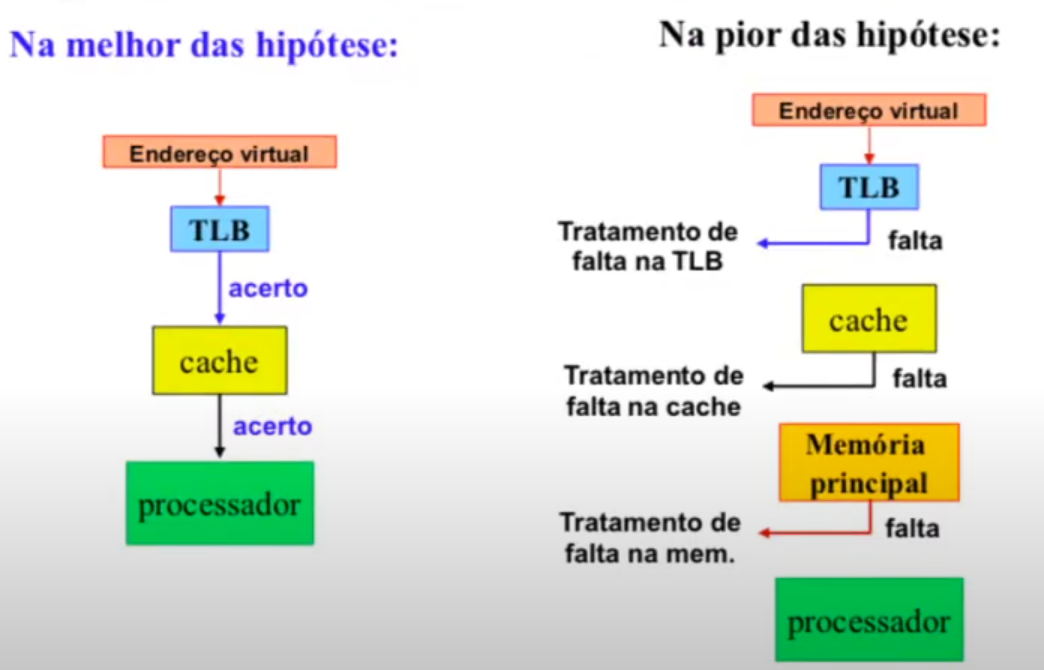 Na melhor das hipótese:
Endereço virtual
TLB
acerto
cache
acerto
processador
Na pior das hipótese:
Endereço virtual
TLB
falta
Tratamento de
falta na TLB
cache
falta
Tratamento de
falta na cache
Memória
principal
falta
Tratamento de
falta na mem.
processador